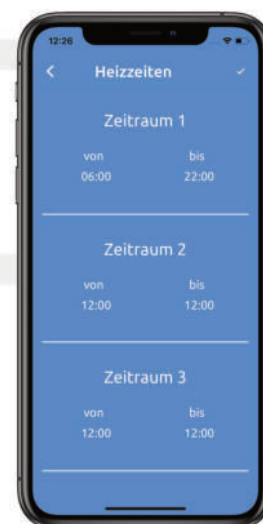 12:26
Heizzeiten
Zeitraum 1
von bis
06:00 22:00
Zeitraum 2
von bis
12:00 12:00
Zeitraum 3
von bis
12:00 12:00